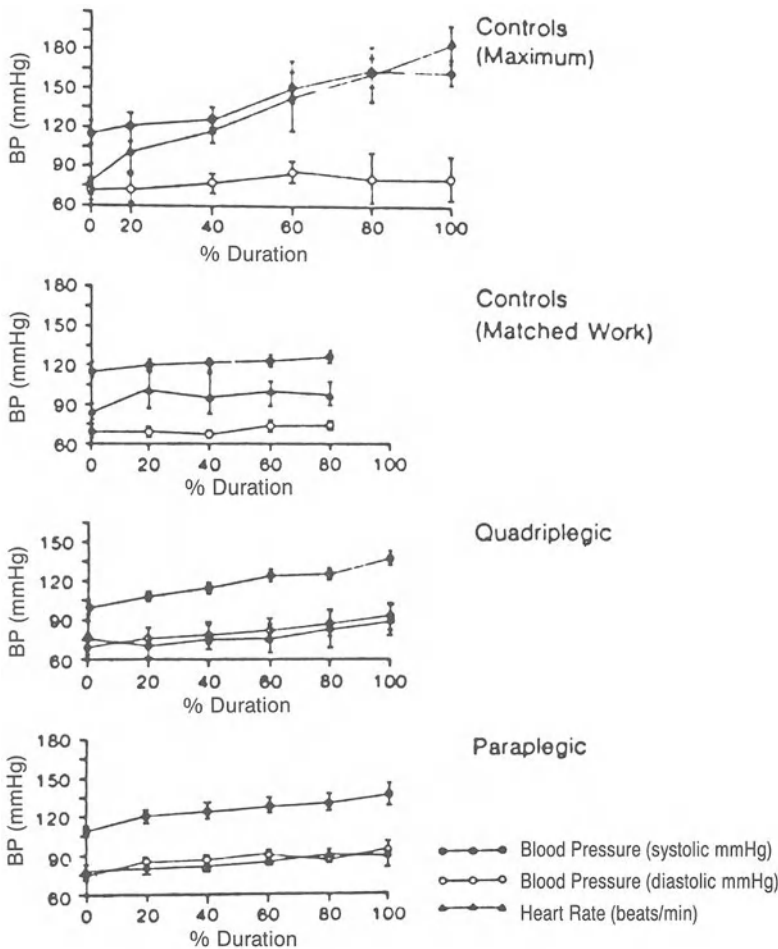 Controls
(Maximum)
BP (mmHg)
180
150
120
90
60
0 20 40 60 80 100
% Duration
Controls
(Matched Work)
BP (mmHg)
180
150
120
90
60
0 20 40 60 80 100
% Duration
Quadriplegic
BP (mmHg)
150
120
90
60
0 20 40 60 80 100
% Duration
Paraplegic
BP (mmHg)
180
150
120
90
60
0 20 40 60 80 100
% Duration
Blood Pressure (systolic mmHg)
Blood Pressure (diastolic mmHg)
Heart Rate (beats/min)